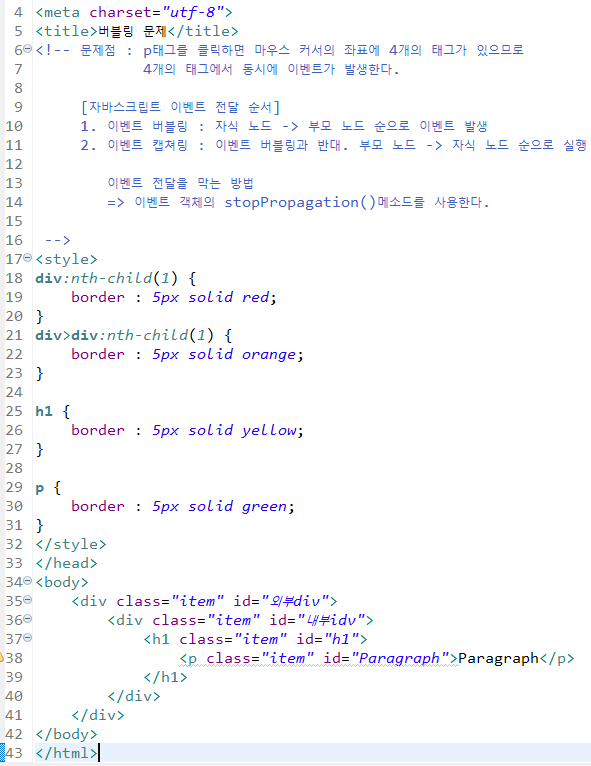 4 <meta charset="utf-8">
5 <title>버블링 문제</title>
6 <!-- 문제점 : p태그를 클릭하면 마우스 커서의 좌표에 4개의 태그가 있으므로
7 4개의 태그에서 동시에 이벤트가 발생한다.
8
9 [자바스크립트 이벤트 전달 순서]
10 1. 이벤트 버블링 : 자식 노드 -> 부모 노드 순으로 이벤트 발생
11 2. 이벤트 캡쳐링 : 이벤트 버블링과 반대. 부모 노드 -> 자식 노드 순으로 실행
12
13 이벤트 전달을 막는 방법
14 => 이벤트 객체의 stopPropagation()메소드를 사용한다.
15
16 -->
17 <style>
18 div:nth-child(1) {
19 border : 5px solid red;
20 }
21 div>div:nth-child(1) {
22 border : 5px solid orange;
23 }
24
25 h1 {
26 border : 5px solid yellow;
27 }
28
29 p {
30 border : 5px solid green;
31 }
32 </style>
33 </head>
34 <body>
35 <div class="item" id="외부div">
36 <div class="item" id="내부idv">
37 <h1 class="item" id="h1">
38 <p class="item" id="Paragraph">Paragraph</p>
39 </h1>
40 </div>
41 </div>
42 </body>
43 </html>